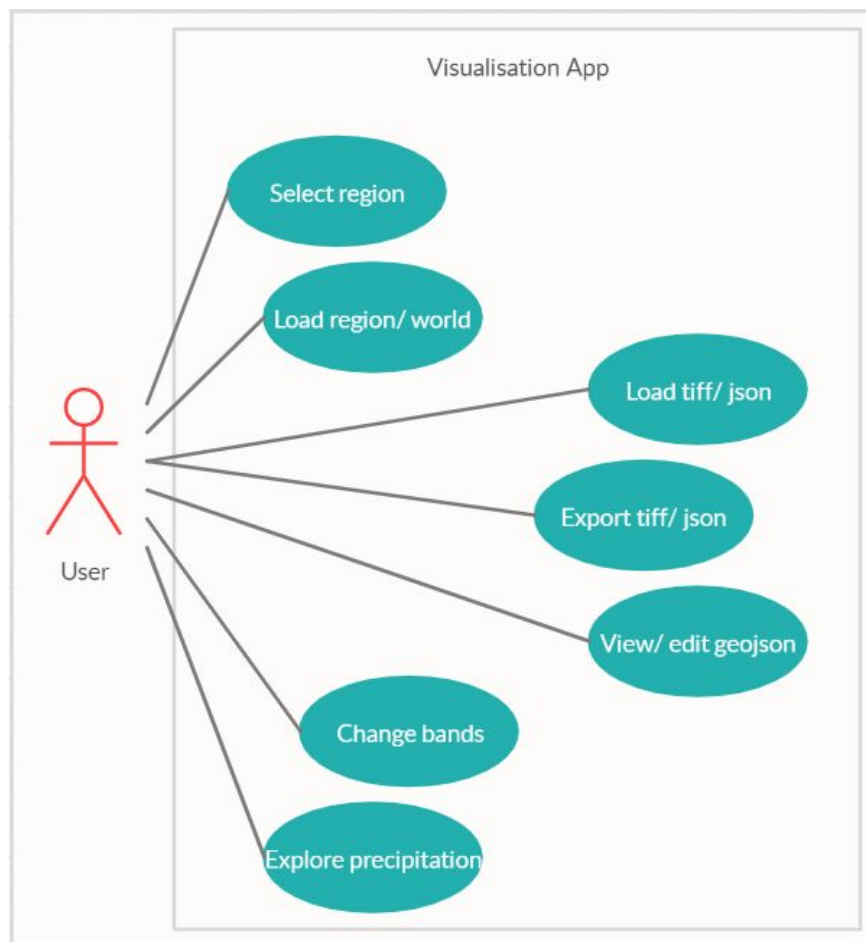 Visualisation App
Select region
Load region/ world
Load tiff/ json
Export tiff/ json
User
View/ edit geojson
Change bands
Explore precipitation